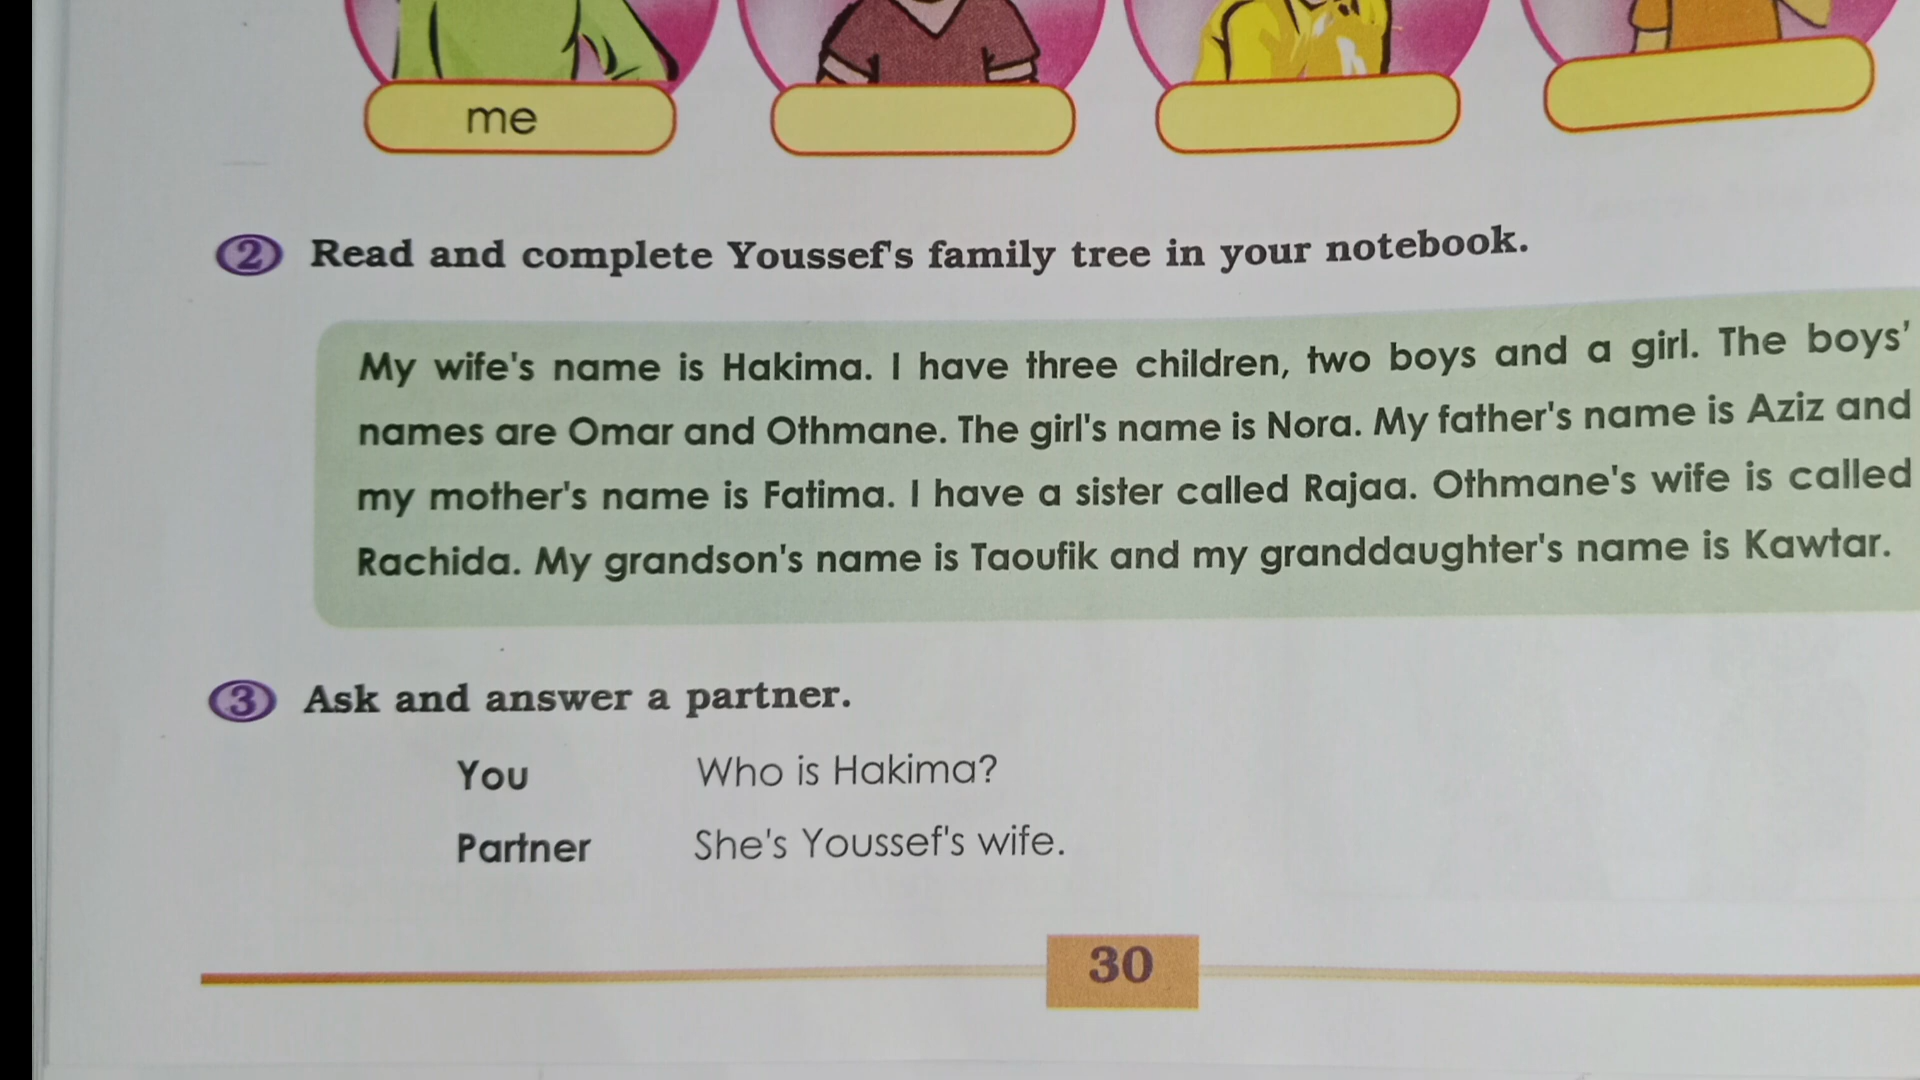 me
2 Read and complete Youssef's family tree in your notebook.
My wife's name is Hakima. I have three children, two boys and a girl. The boys'
names are Omar and Othmane. The girl's name is Nora. My father's name is Aziz and
my mother's name is Fatima. I have a sister called Rajaa. Othmane's wife is called
Rachida. My grandson's name is Taoufik and my granddaughter's name is Kawtar.
3 Ask and answer a partner.
You Who is Hakima?
Partner She's Youssef's wife.
30